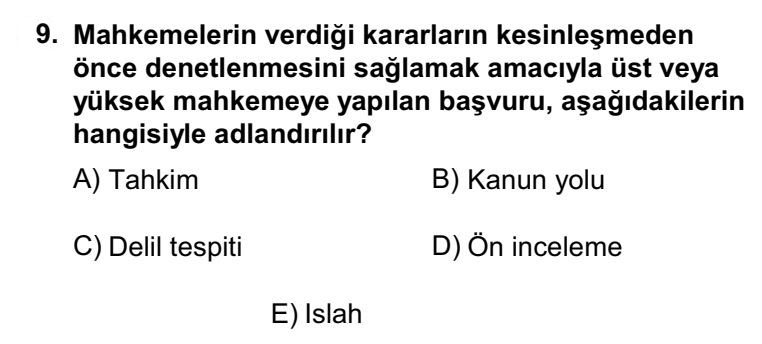 9. Mahkemelerin verdiği kararların kesinleşmeden
önce denetlenmesini sağlamak amacıyla üst veya
yüksek mahkemeye yapılan başvuru, aşağıdakilerin
hangisiyle adlandırılır?
A) Tahkim
B) Kanun yolu
C) Delil tespiti
D) Ön inceleme
E) Islah